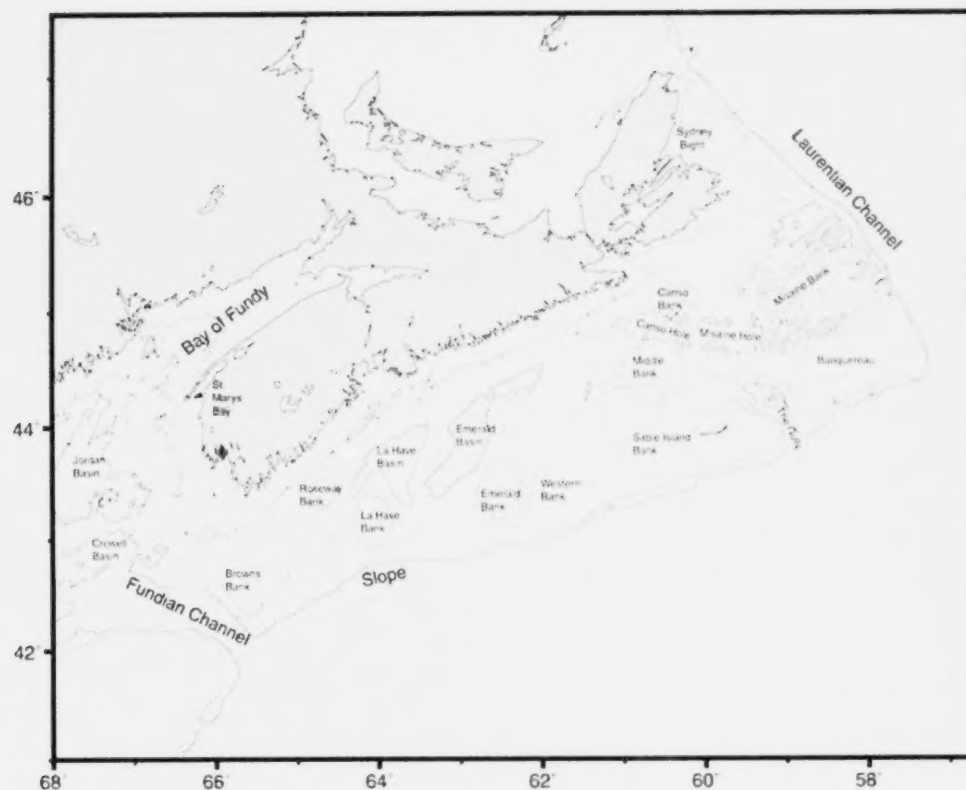 Sydney
Bight
Laurentian Channel
46°
Misaine Bank
Canso
Bank
Bay of Fundy
Canso Hole
Misaine Hole
Middle
Bank
Banquereau
St.
Marys
Bay
The Gully
44°
Emerald
Basin
Sable Island
Bank
La Have
Basin
Jordan
Basin
Roseway
Bank
Emerald
Bank
Western
Bank
La Have
Bank
Crowell
Basin
Browns
Bank
Slope
Fundian Channel
42°
68°
66°
64°
62°
60°
58°